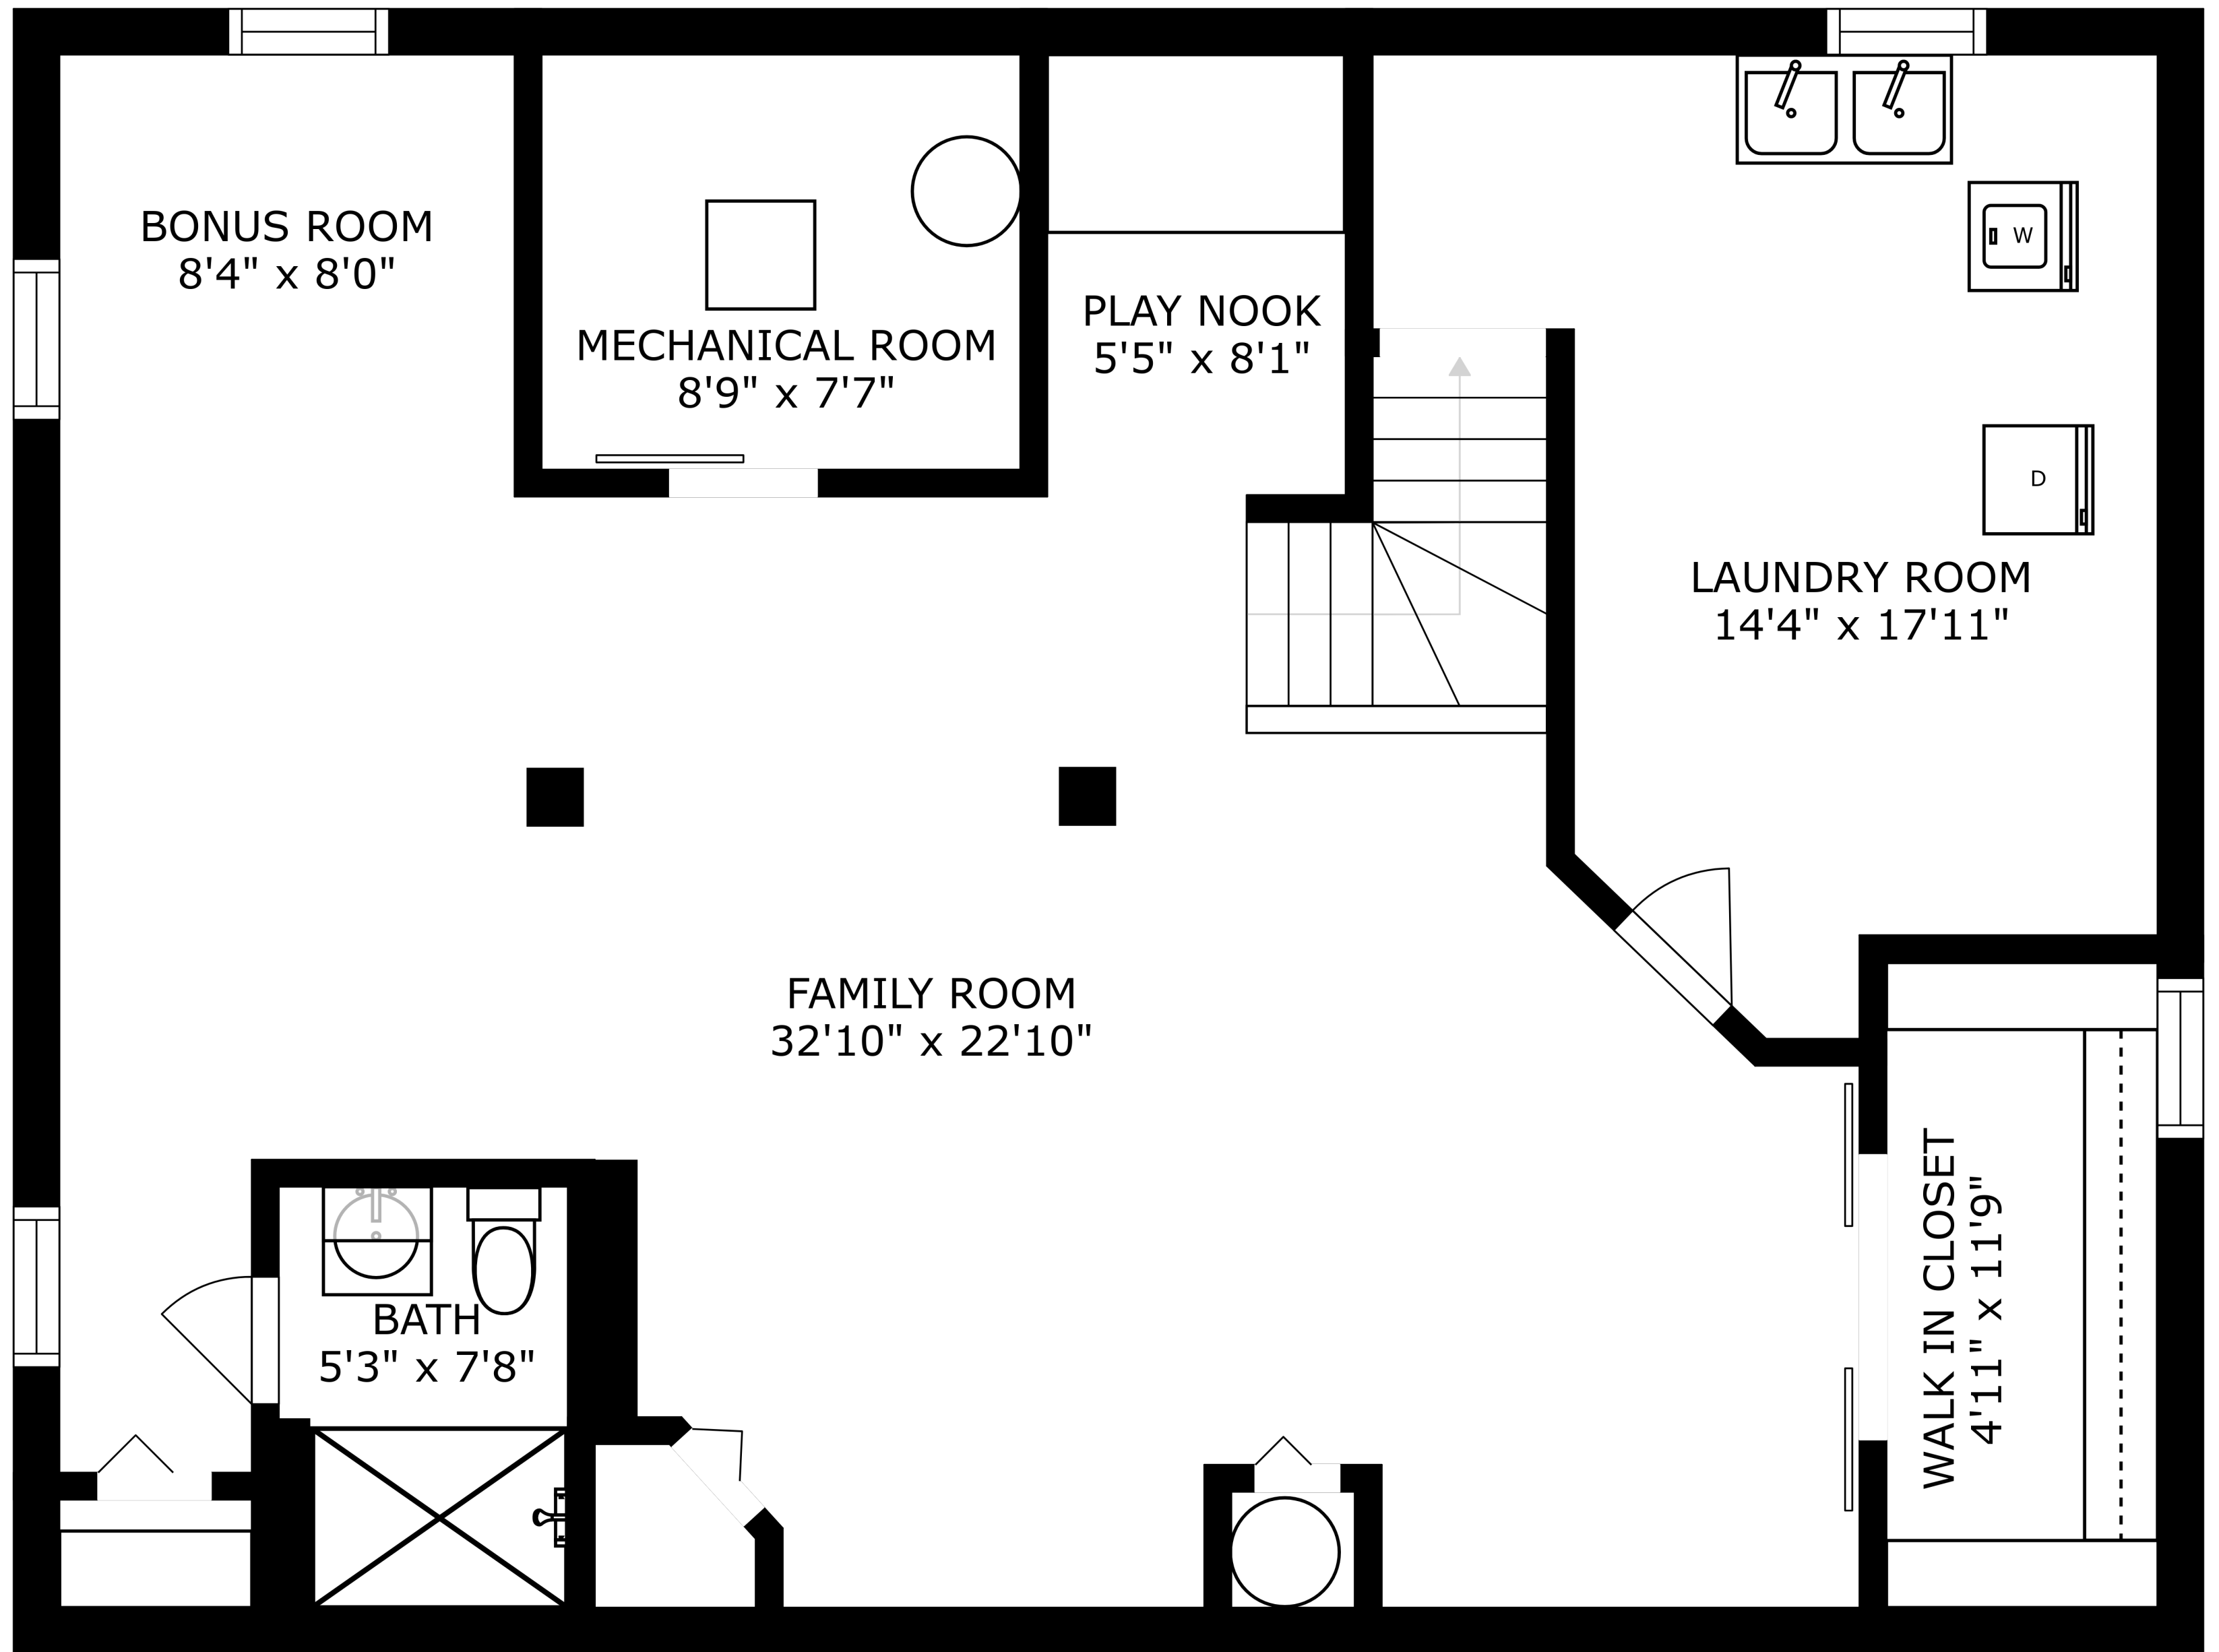 BONUS ROOM
8'4" x 8'0"
MECHANICAL ROOM
8'9" x 7'7"
PLAY NOOK
5'5" x 8'1"
W
D
LAUNDRY ROOM
14'4" x 17'11"
FAMILY ROOM
32'10" x 22'10"
BATH
5'3" x 7'8"
WALK IN CLOSET
4'11" x 11'9"